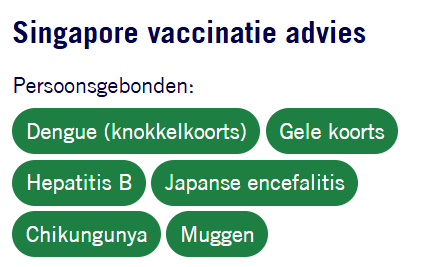 Singapore vaccinatie advies
Persoonsgebonden:
Dengue (knokkelkoorts) Gele koorts
Hepatitis B Japanse encefalitis
Chikungunya Muggen